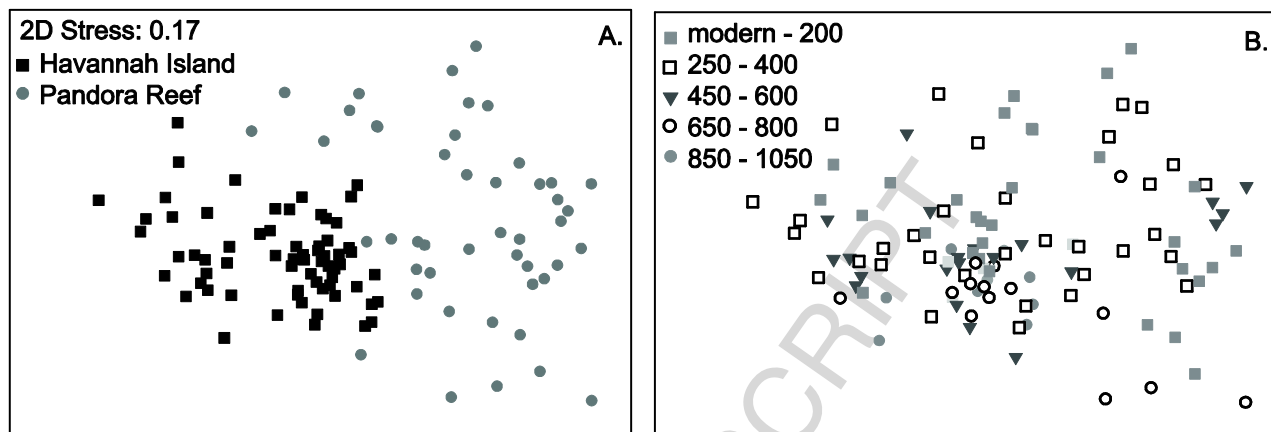 2D Stress: 0.17
A.
Havannah Island
Pandora Reef
modern - 200
B.
250 - 400
450 - 600
650 - 800
850 - 1050
SCRIPT